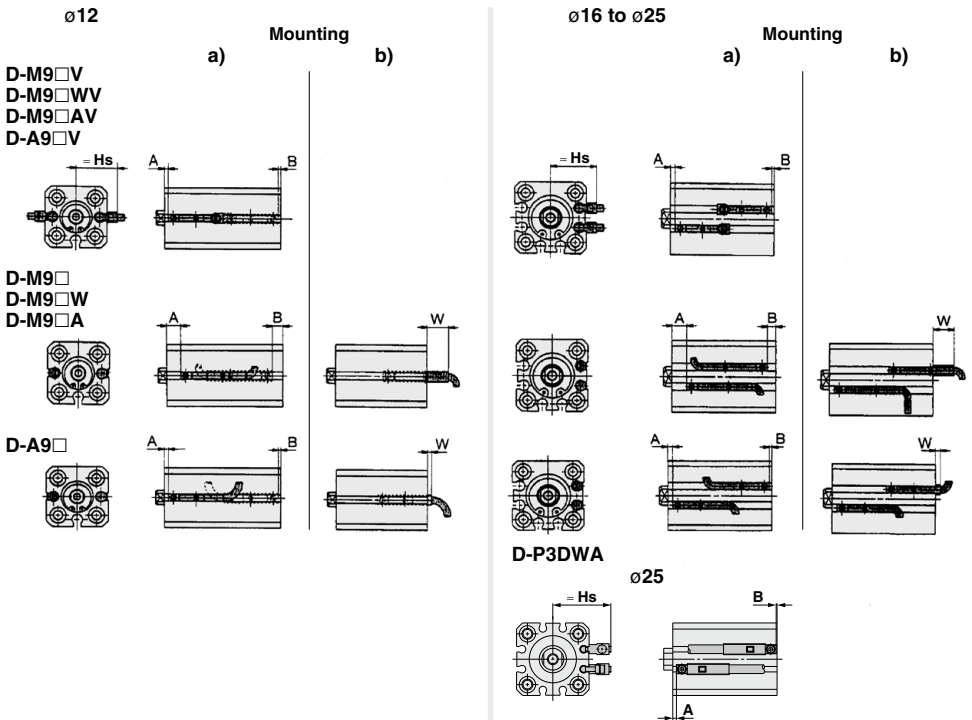 ø12
Mounting
a) b)
D-M9□V
D-M9□WV
D-M9□AV
D-A9□V
= Hs A B
D-M9□
D-M9□W
D-M9□A
A B W
D-A9□
A B W
ø16 to ø25
Mounting
a) b)
= Hs A B
A B W
A B W
D-P3DWA
ø25
= Hs B
A